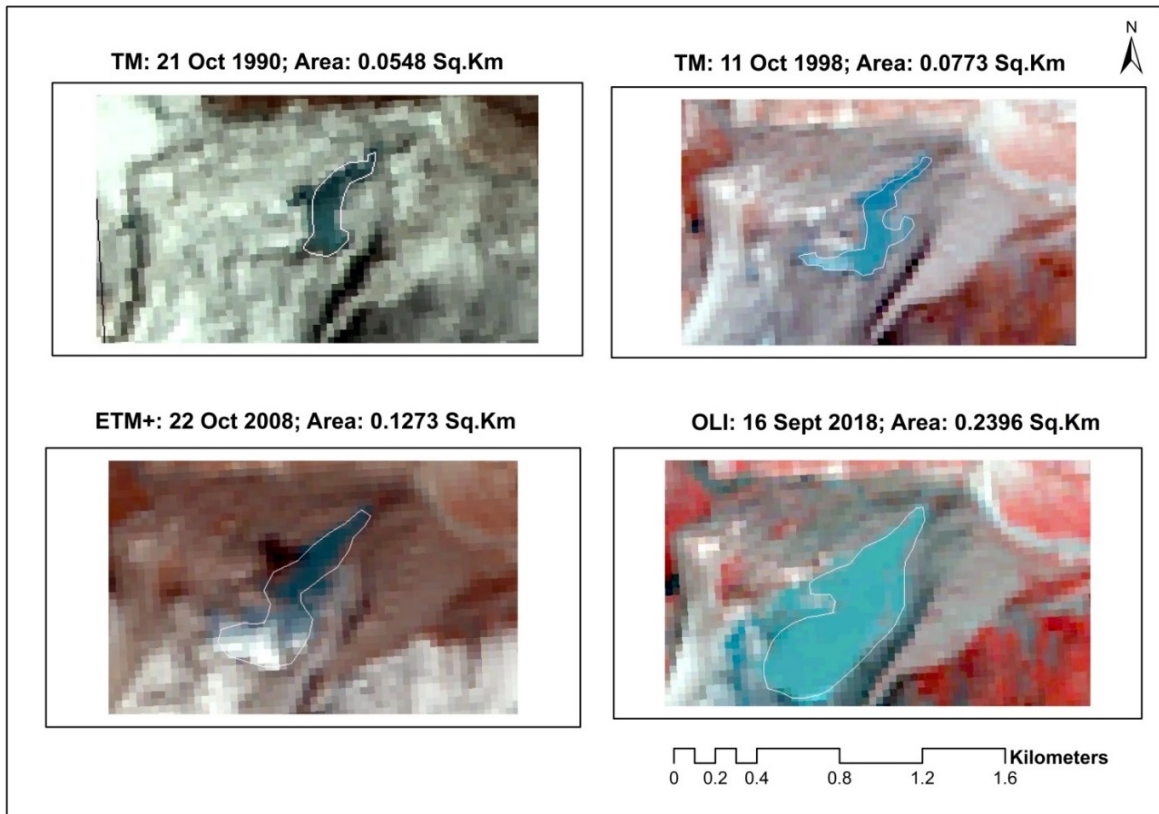 N
TM: 21 Oct 1990; Area: 0.0548 Sq.Km
TM: 11 Oct 1998; Area: 0.0773 Sq.Km
ETM+: 22 Oct 2008; Area: 0.1273 Sq.Km
OLI: 16 Sept 2018; Area: 0.2396 Sq.Km
Kilometers
0 0.2 0.4 0.8 1.2 1.6